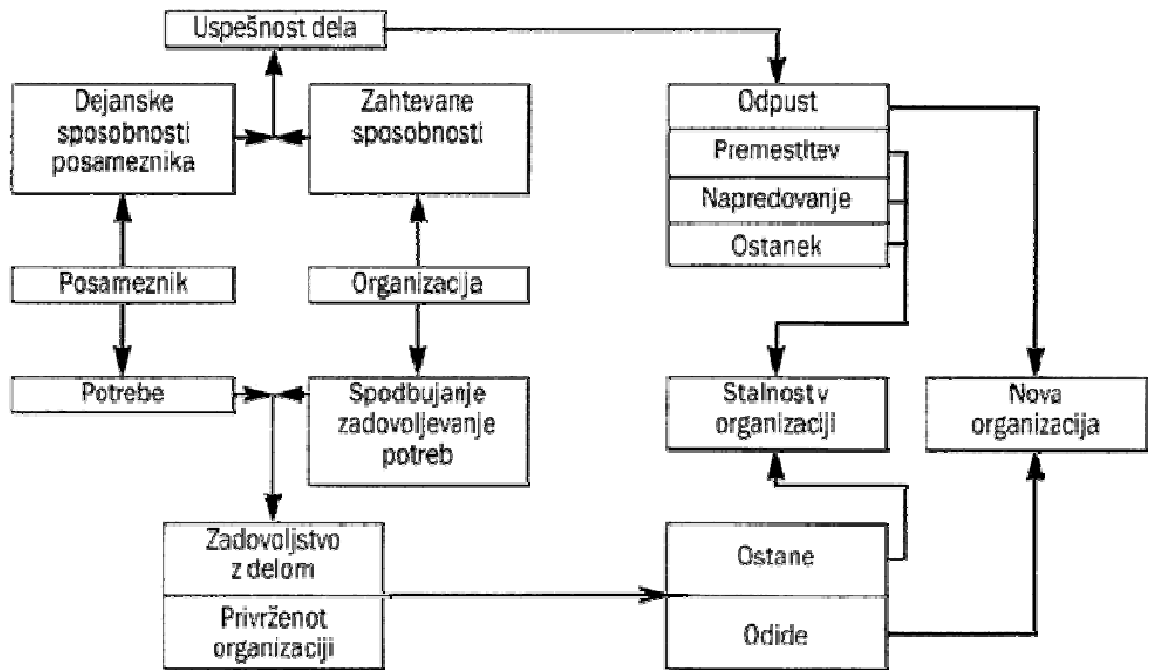 Uspešnost dela
Dejanske
sposobnosti
posameznika
Zahtevane
sposobnosti
Odpust
Premestitav
Napredovanje
Ostanek
Posameznik
Organizacija
Potrebe
Spodbujanje
zadovoljevanje
potreb
Stalnost v
organizaciji
Nova
organizacija
Zadovoljstvo
z delom
Privrženot
organizaciji
Ostane
Odide